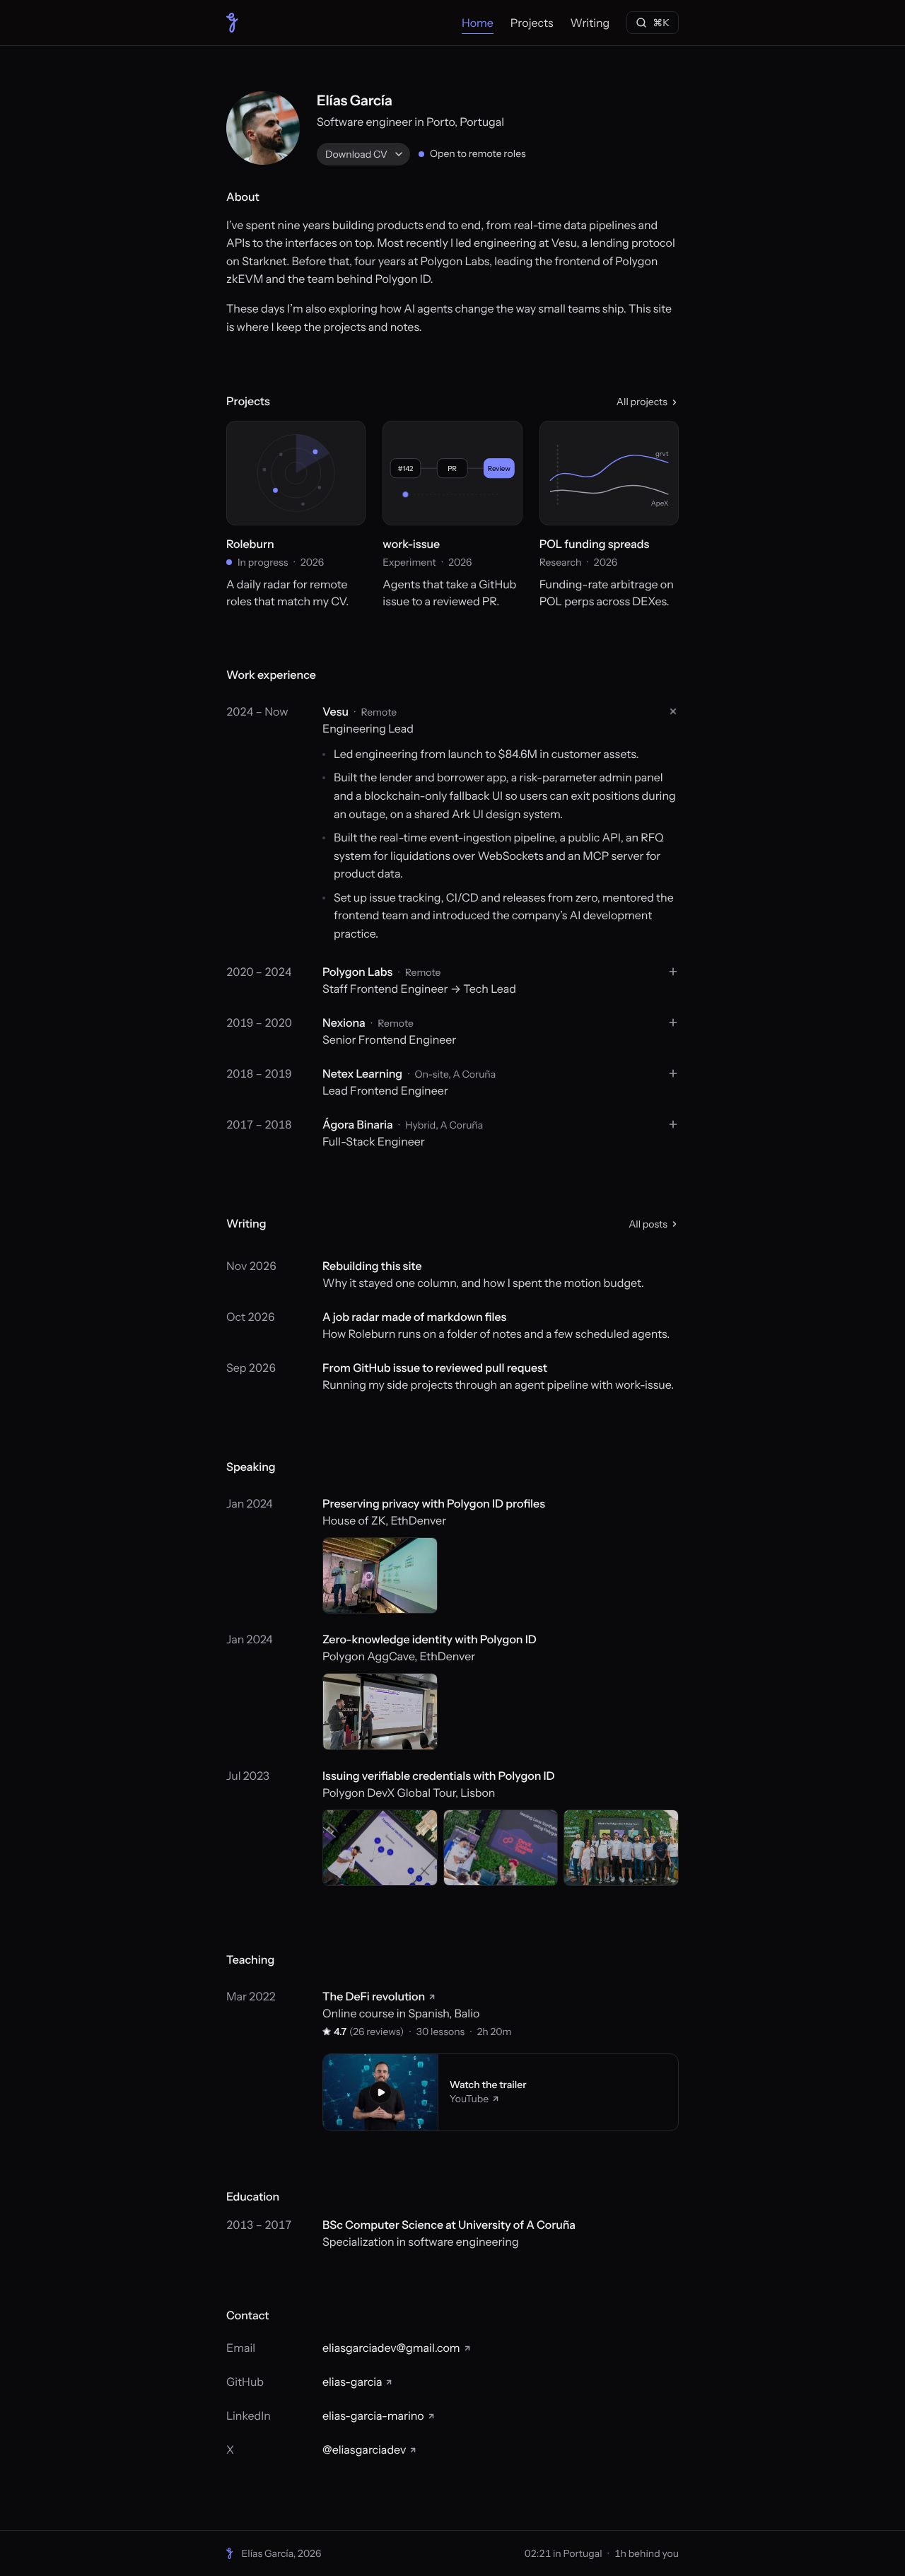 Home Projects Writing ⌘K
Elías García
Software engineer in Porto, Portugal
Download CV
Open to remote roles
About
I've spent nine years building products end to end, from real-time data pipelines and
APIs to the interfaces on top. Most recently I led engineering at Vesu, a lending protocol
on Starknet. Before that, four years at Polygon Labs, leading the frontend of Polygon
zkEVM and the team behind Polygon ID.
These days I'm also exploring how AI agents change the way small teams ship. This site
is where I keep the projects and notes.
Projects
All projects
#142
PR
Review
grvt
ApeX
Roleburn
In progress · 2026
A daily radar for remote
roles that match my CV.
work-issue
Experiment · 2026
Agents that take a GitHub
issue to a reviewed PR.
POL funding spreads
Research · 2026
Funding-rate arbitrage on
POL perps across DEXes.
Work experience
2024 – Now
Vesu · Remote
Engineering Lead
Led engineering from launch to $84.6M in customer assets.
Built the lender and borrower app, a risk-parameter admin panel
and a blockchain-only fallback UI so users can exit positions during
an outage, on a shared Ark UI design system.
Built the real-time event-ingestion pipeline, a public API, an RFQ
system for liquidations over WebSockets and an MCP server for
product data.
Set up issue tracking, CI/CD and releases from zero, mentored the
frontend team and introduced the company's AI development
practice.
2020 – 2024
Polygon Labs · Remote
Staff Frontend Engineer → Tech Lead
2019 – 2020
Nexiona · Remote
Senior Frontend Engineer
2018 – 2019
Netex Learning · On-site, A Coruña
Lead Frontend Engineer
2017 – 2018
Ágora Binaria · Hybrid, A Coruña
Full-Stack Engineer
Writing
All posts
Nov 2026
Rebuilding this site
Why it stayed one column, and how I spent the motion budget.
Oct 2026
A job radar made of markdown files
How Roleburn runs on a folder of notes and a few scheduled agents.
Sep 2026
From GitHub issue to reviewed pull request
Running my side projects through an agent pipeline with work-issue.
Speaking
Jan 2024
Preserving privacy with Polygon ID profiles
House of ZK, EthDenver
Jan 2024
Zero-knowledge identity with Polygon ID
Polygon AggCave, EthDenver
Jul 2023
Issuing verifiable credentials with Polygon ID
Polygon DevX Global Tour, Lisbon
Teaching
Mar 2022
The DeFi revolution
Online course in Spanish, Balio
4.7 (26 reviews) · 30 lessons · 2h 20m
Watch the trailer
YouTube
Education
2013 – 2017
BSc Computer Science at University of A Coruña
Specialization in software engineering
Contact
Email
eliasgarciadev@gmail.com
GitHub
elias-garcia
LinkedIn
elias-garcia-marino
X
@eliasgarciadev
Elías García, 2026
02:21 in Portugal · 1h behind you